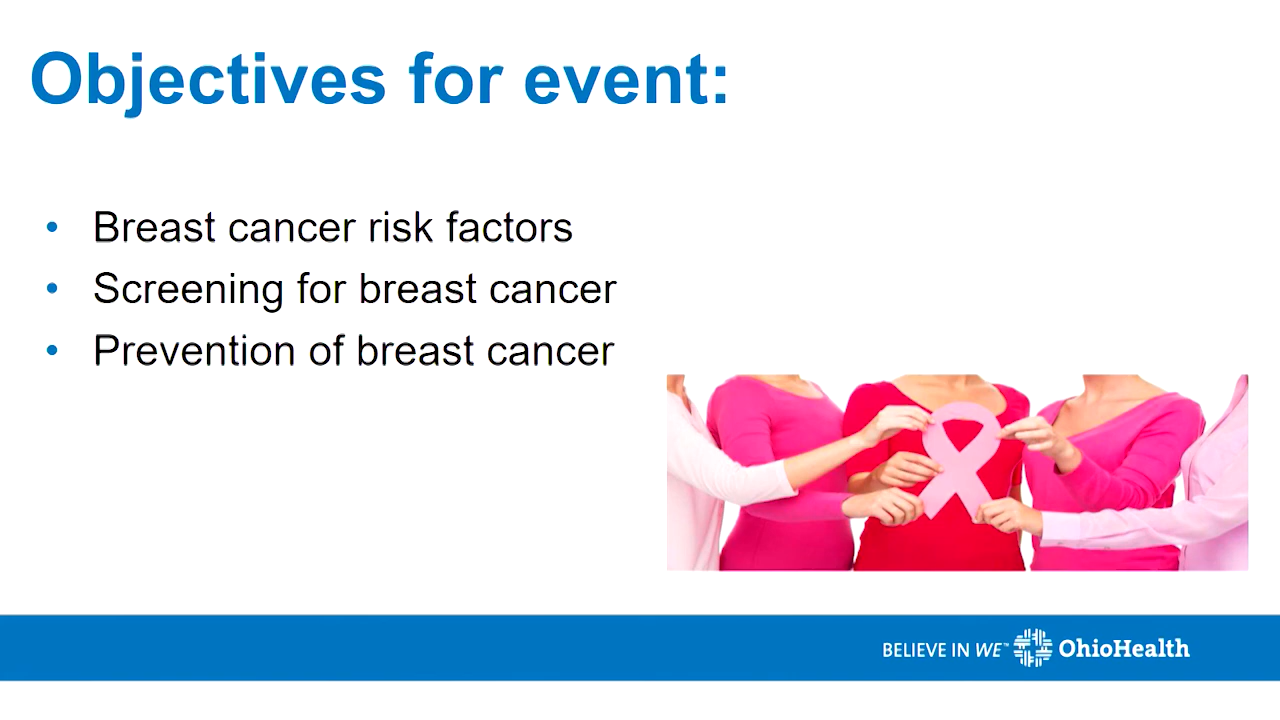 Objectives for event:
• Breast cancer risk factors
• Screening for breast cancer
• Prevention of breast cancer
BELIEVE IN WE™ OhioHealth